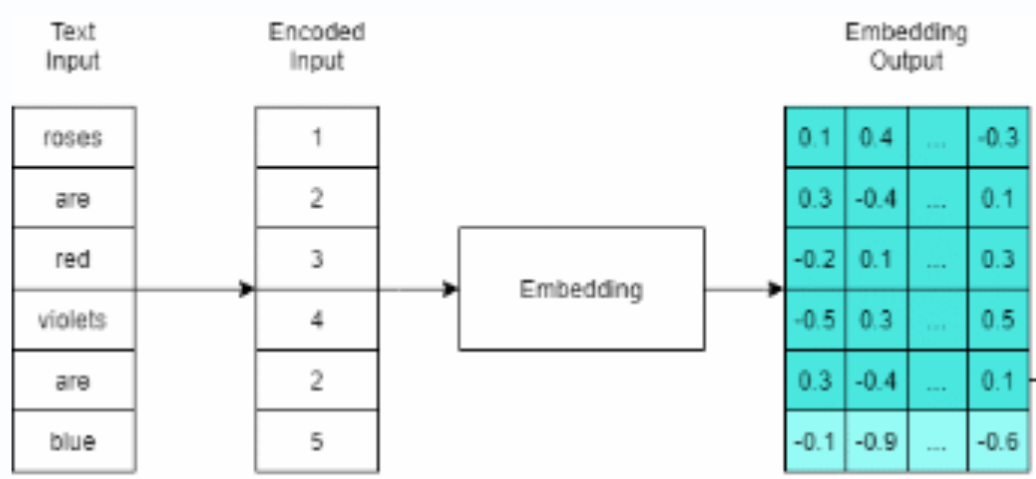 Text
Input
Encoded
Input
Embedding
Output
roses 1 0.1 0.4 ... -0.3
are 2 0.3 -0.4 ... 0.1
red 3 -0.2 0.1 ... 0.3
Embedding
violets 4 -0.5 0.3 ... 0.5
are 2 0.3 -0.4 ... 0.1
blue 5 -0.1 -0.9 ... -0.6